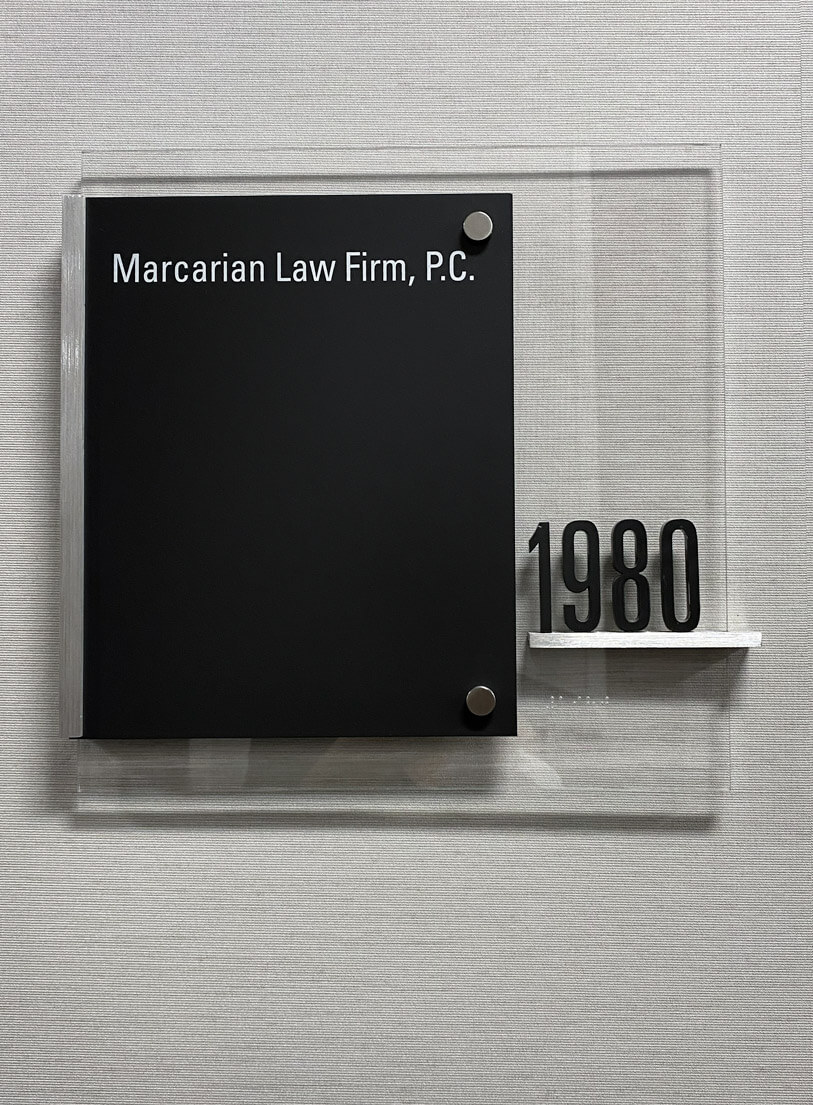 Marcarian Law Firm, P.C.
1980